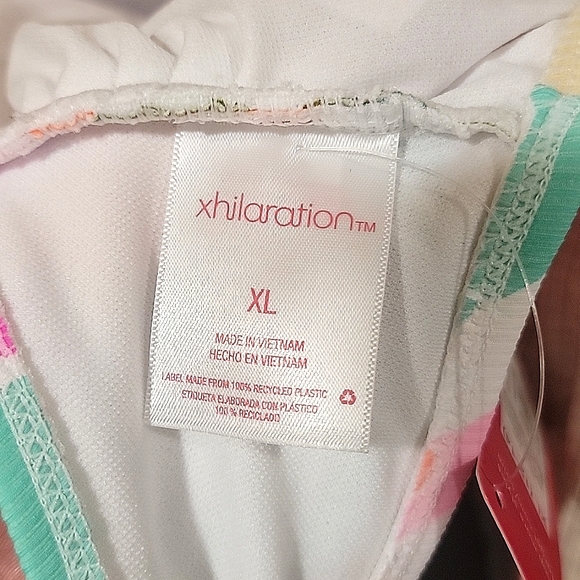 xhilaration™
XL
MADE IN VIETNAM
HECHO EN VIETNAM
LABEL MADE FROM 100% RECYCLED PLASTIC
ETIQUETA ELABORADA CON PLÁSTICO
100 % RECICLADO